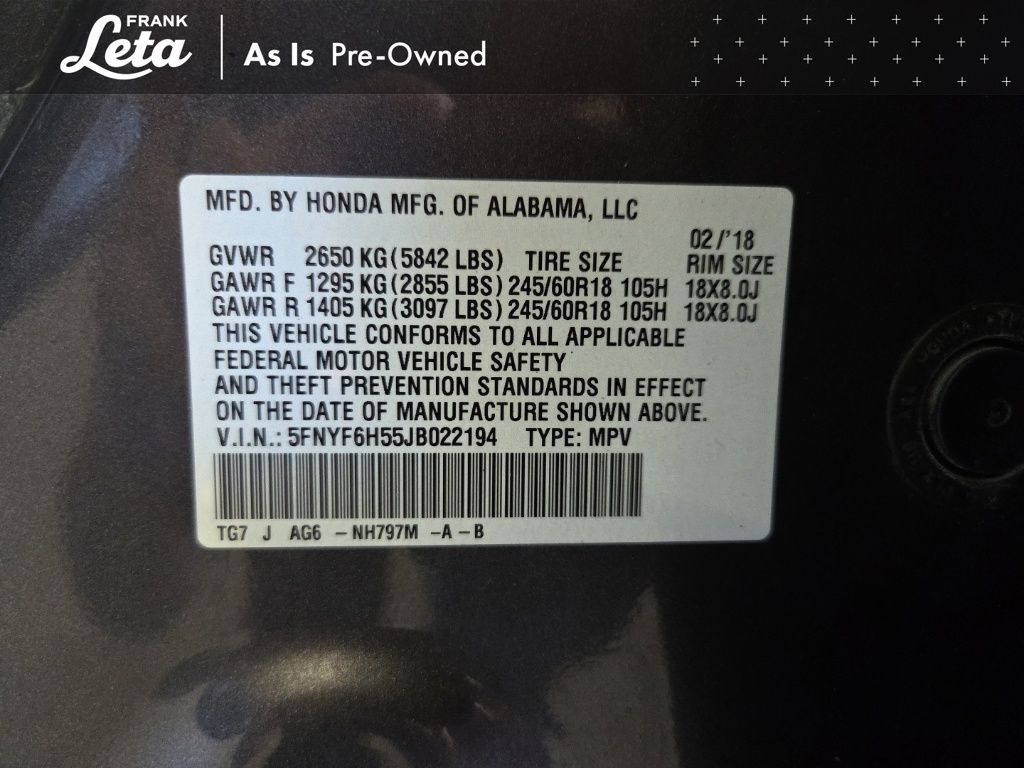 FRANK
Leta
As Is Pre-Owned
MFD. BY HONDA MFG. OF ALABAMA, LLC
02/'18
GVWR 2650 KG (5842 LBS) TIRE SIZE RIM SIZE
GAWR F 1295 KG (2855 LBS) 245/60R18 105H 18X8.0J
GAWR R 1405 KG (3097 LBS) 245/60R18 105H 18X8.0J
THIS VEHICLE CONFORMS TO ALL APPLICABLE
FEDERAL MOTOR VEHICLE SAFETY
AND THEFT PREVENTION STANDARDS IN EFFECT
ON THE DATE OF MANUFACTURE SHOWN ABOVE.
V.I.N.: 5FNYF6H55JB022194 TYPE: MPV
TG7 J AG6 -NH797M -A-B